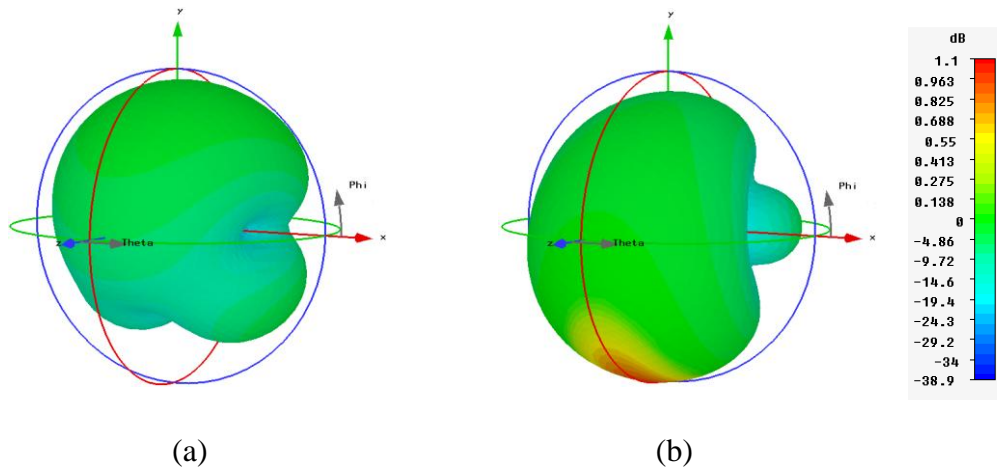 y
Phi
z
Theta
x
y
Phi
z
Theta
x
dB
1.1
0.963
0.825
0.688
0.55
0.413
0.275
0.138
0
-4.86
-9.72
-14.6
-19.4
-24.3
-29.2
-34
-38.9
(a)
(b)